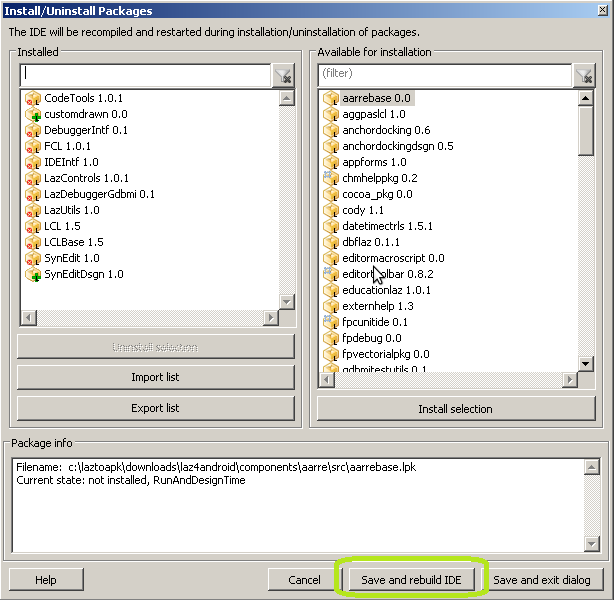 Install/Uninstall Packages
The IDE will be recompiled and restarted during installation/uninstallation of packages.
Installed
CodeTools 1.0.1
customdrawn 0.0
DebuggerIntf 0.1
FCL 1.0.1
IDEIntf 1.0
LazControls 1.0.1
LazDebuggerGdbmi 0.1
LazUtils 1.0
LCL 1.5
LCLBase 1.5
SynEdit 1.0
SynEditDsgn 1.0
Uninstall selection
Import list
Export list
Available for installation
(filter)
aarrebase 0.0
aggpaslcl 1.0
anchordocking 0.6
anchordockingdsgn 0.5
appforms 1.0
chmhelppkg 0.2
cocoa_pkg 0.0
cody 1.1
datetimectrls 1.5.1
dbflaz 0.1.1
editormacroscript 0.0
editortoolbar 0.8.2
educationlaz 1.0.1
externhelp 1.3
fpcunitide 0.1
fpdebug 0.0
fpvectorialpkg 0.0
gdbmitestutils 0.1
Install selection
Package info
Filename: c:\laztoapk\downloads\laz4android\components\aarre\src\aarrebase.lpk
Current state: not installed, RunAndDesignTime
Help
Cancel
Save and rebuild IDE
Save and exit dialog